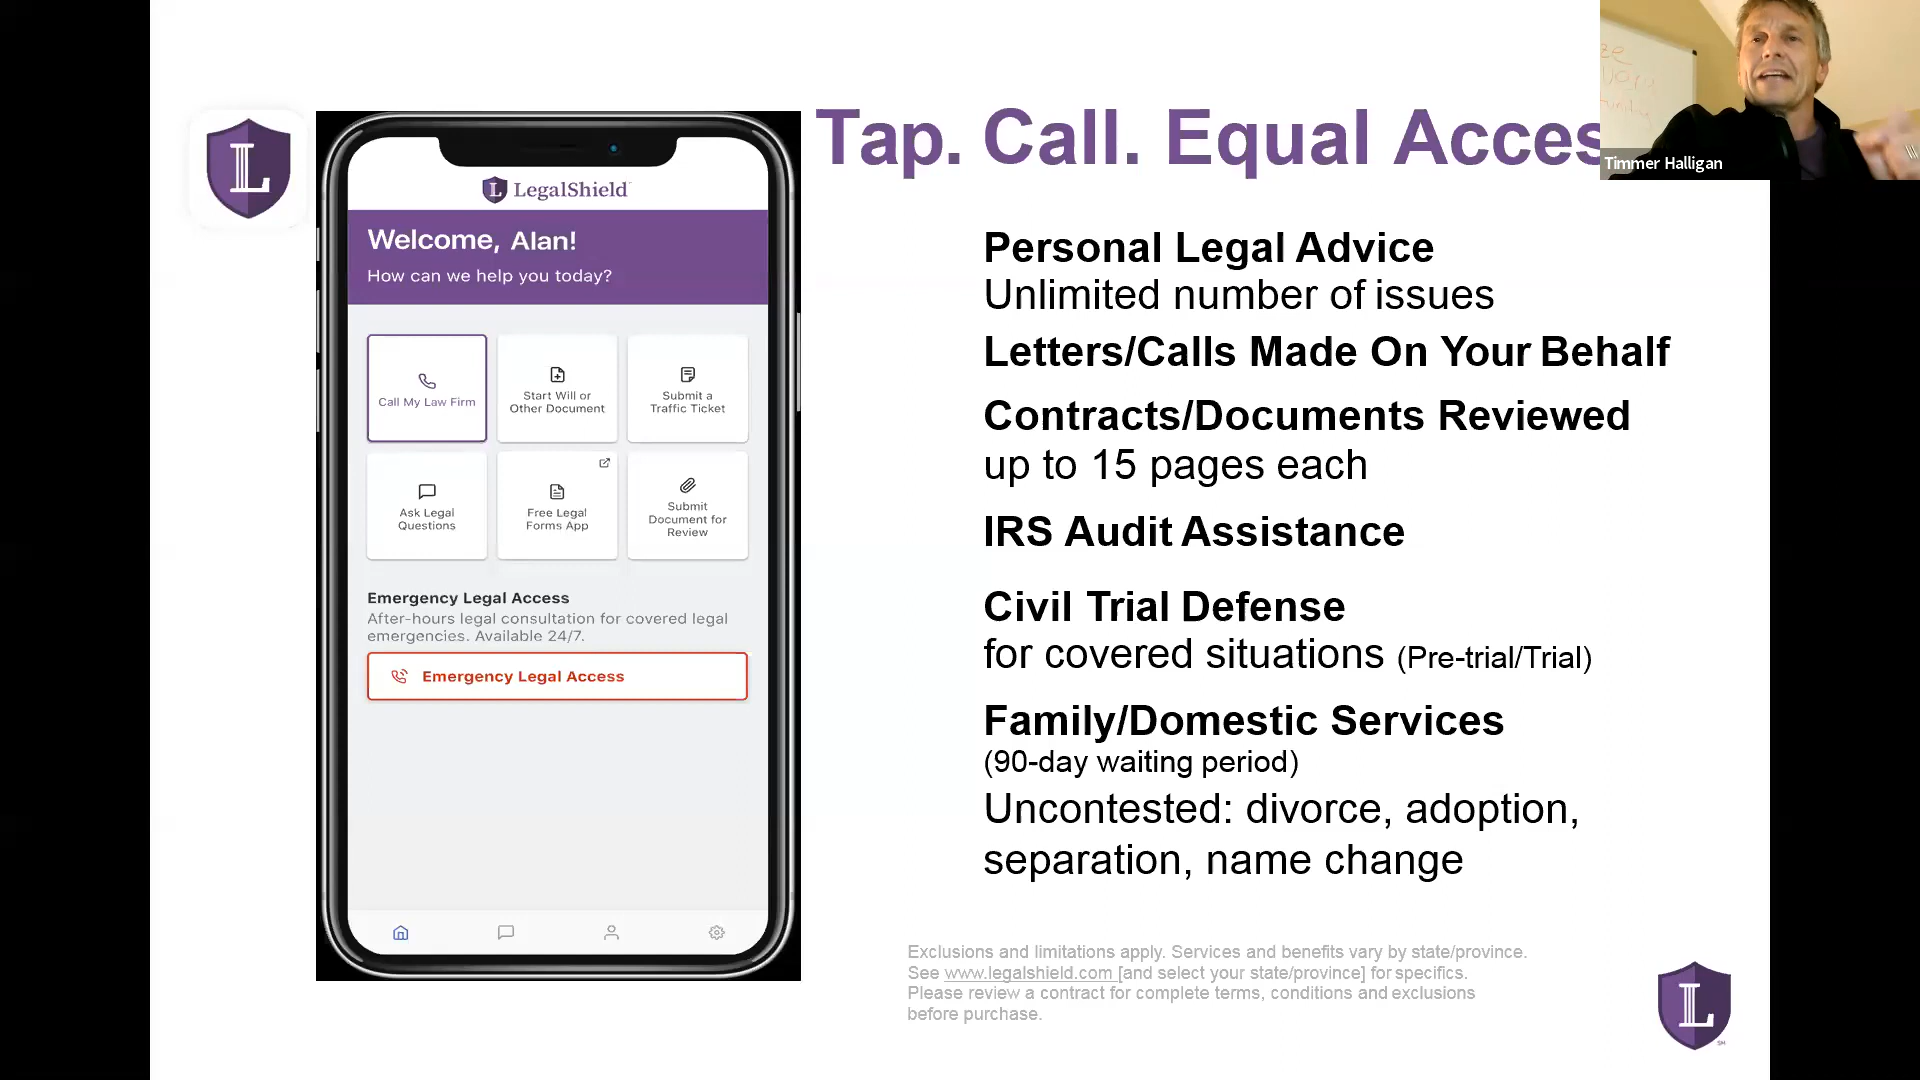 Tap. Call. Equal Acces
Timmer Halligan
L
LegalShield
Welcome, Alan!
How can we help you today?
Call My Law Firm
Start Will or
Other Document
Submit a
Traffic Ticket
Ask Legal
Questions
Free Legal
Forms App
Submit
Document for
Review
Emergency Legal Access
After-hours legal consultation for covered legal
emergencies. Available 24/7.
Emergency Legal Access
Personal Legal Advice
Unlimited number of issues
Letters/Calls Made On Your Behalf
Contracts/Documents Reviewed
up to 15 pages each
IRS Audit Assistance
Civil Trial Defense
for covered situations (Pre-trial/Trial)
Family/Domestic Services
(90-day waiting period)
Uncontested: divorce, adoption,
separation, name change
Exclusions and limitations apply. Services and benefits vary by state/province.
See www.legalshield.com [and select your state/province] for specifics.
Please review a contract for complete terms, conditions and exclusions
before purchase.
L
SM